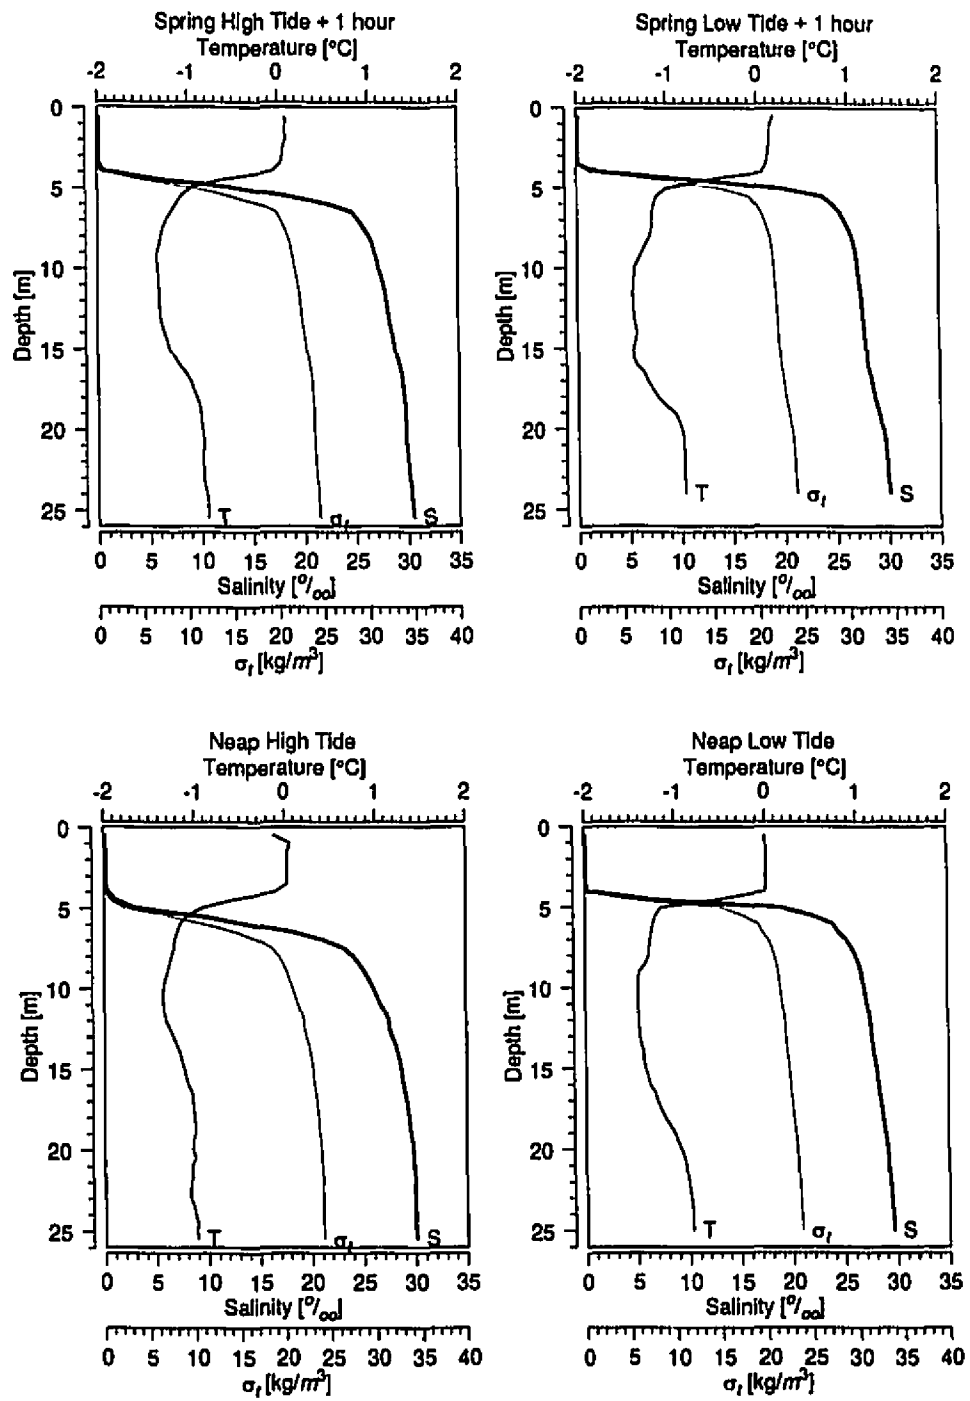 Spring High Tide + 1 hour
Temperature [°C]
-2 -1 0 1 2
0
5
10
15
20
25
Depth [m]
T σt S
0 5 10 15 20 25 30 35
Salinity [o/oo]
0 5 10 15 20 25 30 35 40
σt [kg/m³]
Spring Low Tide + 1 hour
Temperature [°C]
-2 -1 0 1 2
0
5
10
15
20
25
Depth [m]
T σt S
0 5 10 15 20 25 30 35
Salinity [o/oo]
0 5 10 15 20 25 30 35 40
σt [kg/m³]
Neap High Tide
Temperature [°C]
-2 -1 0 1 2
0
5
10
15
20
25
Depth [m]
T σt S
0 5 10 15 20 25 30 35
Salinity [o/oo]
0 5 10 15 20 25 30 35 40
σt [kg/m³]
Neap Low Tide
Temperature [°C]
-2 -1 0 1 2
0
5
10
15
20
25
Depth [m]
T σt S
0 5 10 15 20 25 30 35
Salinity [o/oo]
0 5 10 15 20 25 30 35 40
σt [kg/m³]